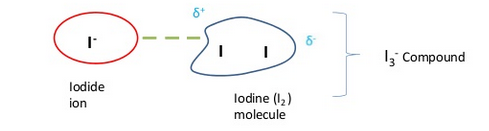 δ⁺
I⁻
I I
δ⁻
I₃⁻ Compound
Iodide
ion
Iodine (I₂)
molecule